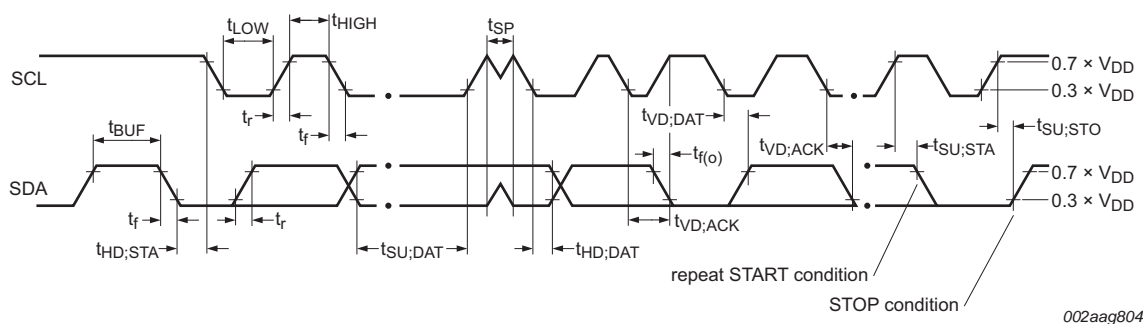 tLOW
tHIGH
tSP
SCL
0.7 × VDD
0.3 × VDD
tBUF
tr
tf
tVD;DAT
tSU;STO
tf(o)
tVD;ACK
tSU;STA
SDA
0.7 × VDD
0.3 × VDD
tf
tr
tVD;ACK
tHD;STA
tSU;DAT
tHD;DAT
repeat START condition
STOP condition
002aag804